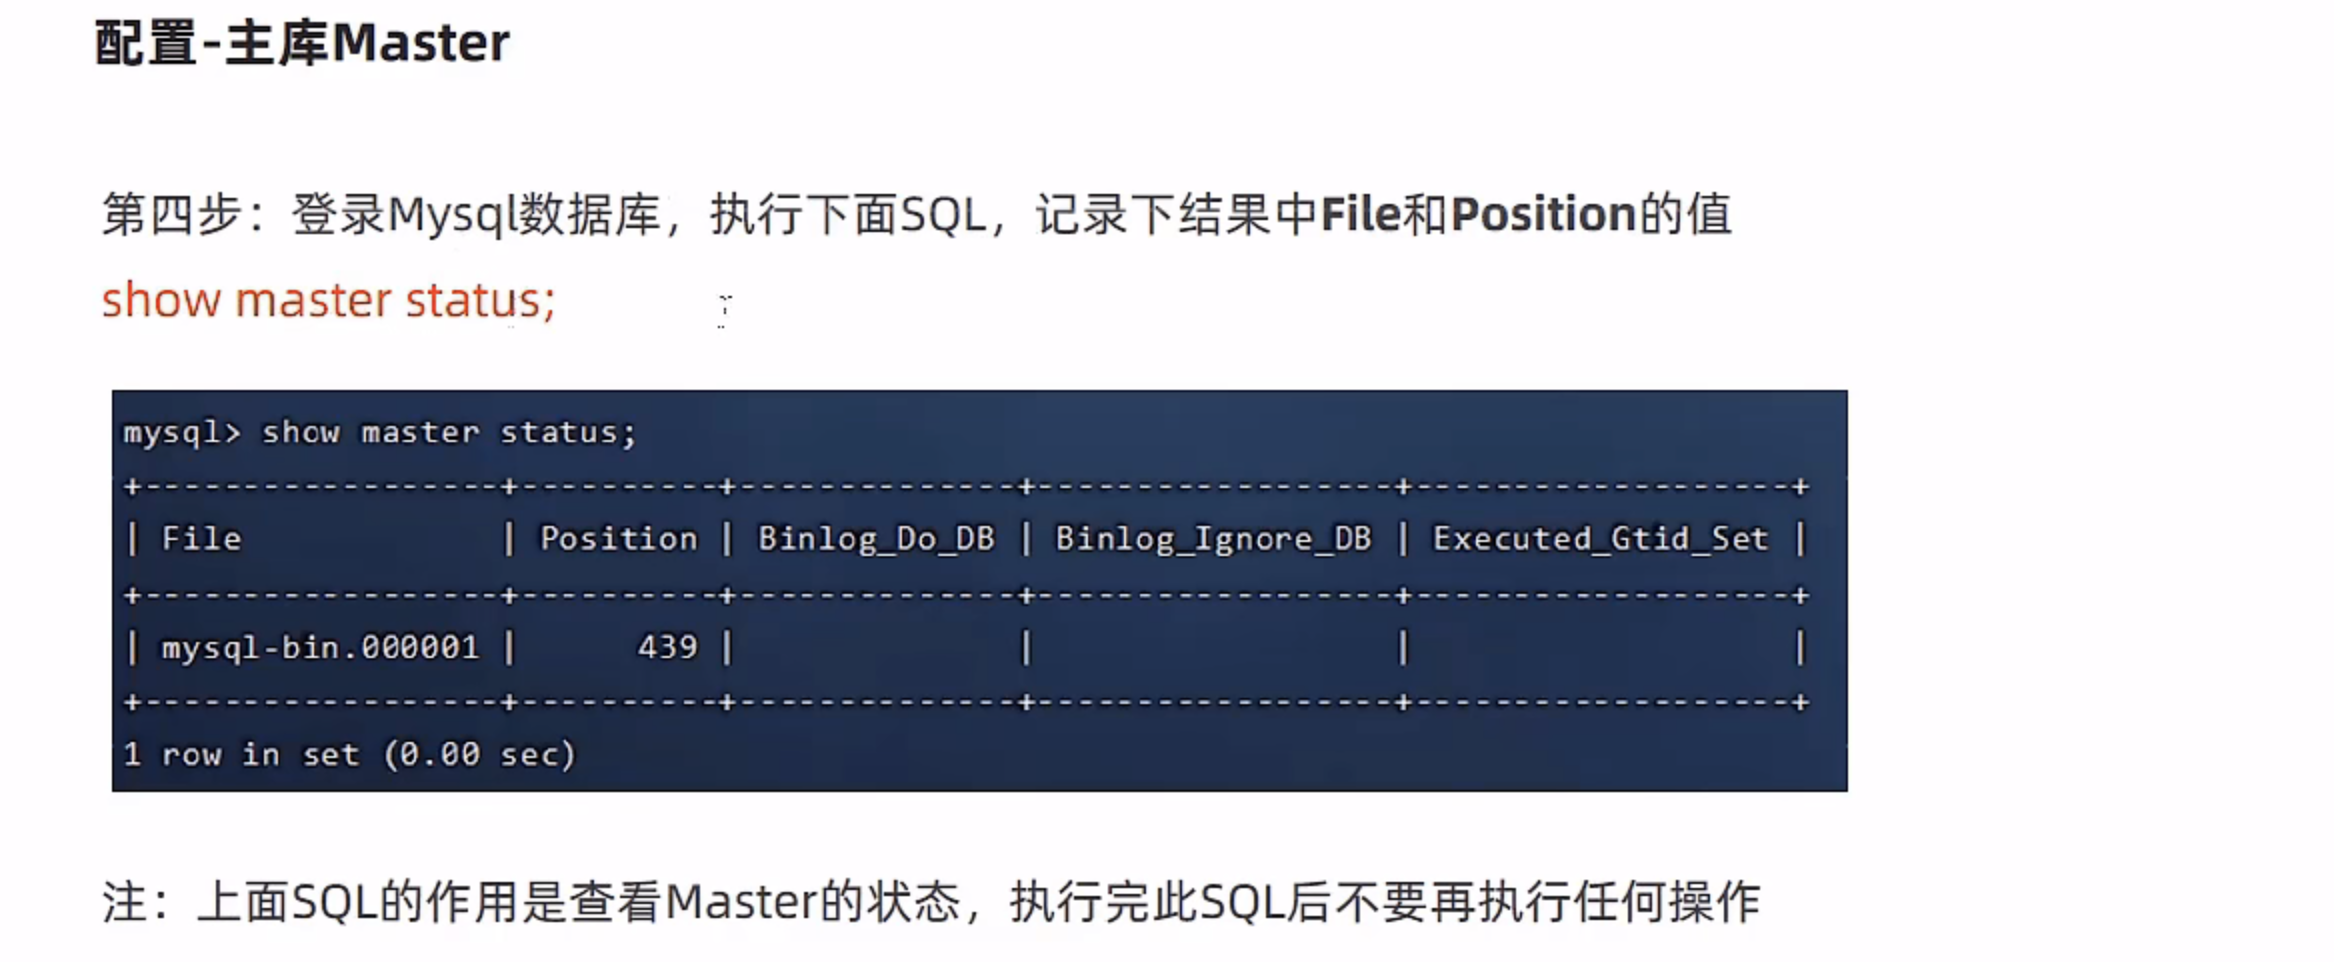 配置-主库Master
第四步：登录Mysql数据库，执行下面SQL，记录下结果中File和Position的值
show master status;
mysql> show master status;
+------------------+----------+--------------+------------------+-------------------+
| File             | Position | Binlog_Do_DB | Binlog_Ignore_DB | Executed_Gtid_Set |
+------------------+----------+--------------+------------------+-------------------+
| mysql-bin.000001 |      439 |              |                  |                   |
+------------------+----------+--------------+------------------+-------------------+
1 row in set (0.00 sec)
注：上面SQL的作用是查看Master的状态，执行完此SQL后不要再执行任何操作